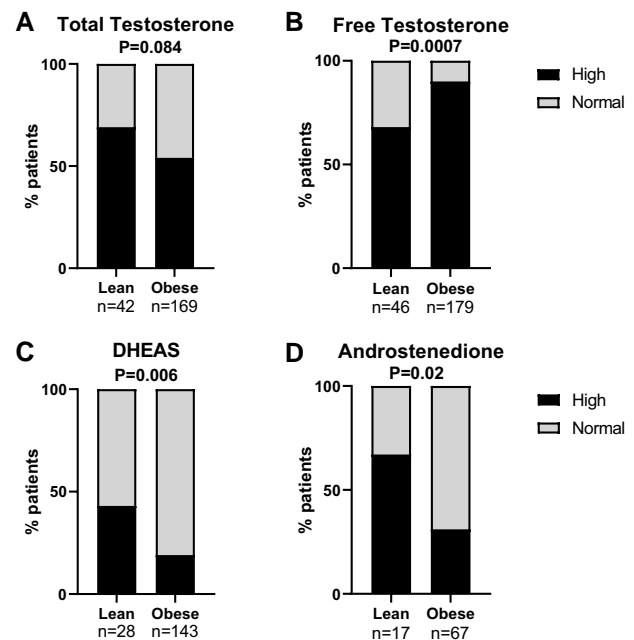 A Total Testosterone
P=0.084
100
50
0
% patients
Lean Obese
n=42 n=169
B Free Testosterone
P=0.0007
100
50
0
% patients
Lean Obese
n=46 n=179
High
Normal
C DHEAS
P=0.006
100
50
0
% patients
Lean Obese
n=28 n=143
D Androstenedione
P=0.02
100
50
0
% patients
Lean Obese
n=17 n=67
High
Normal